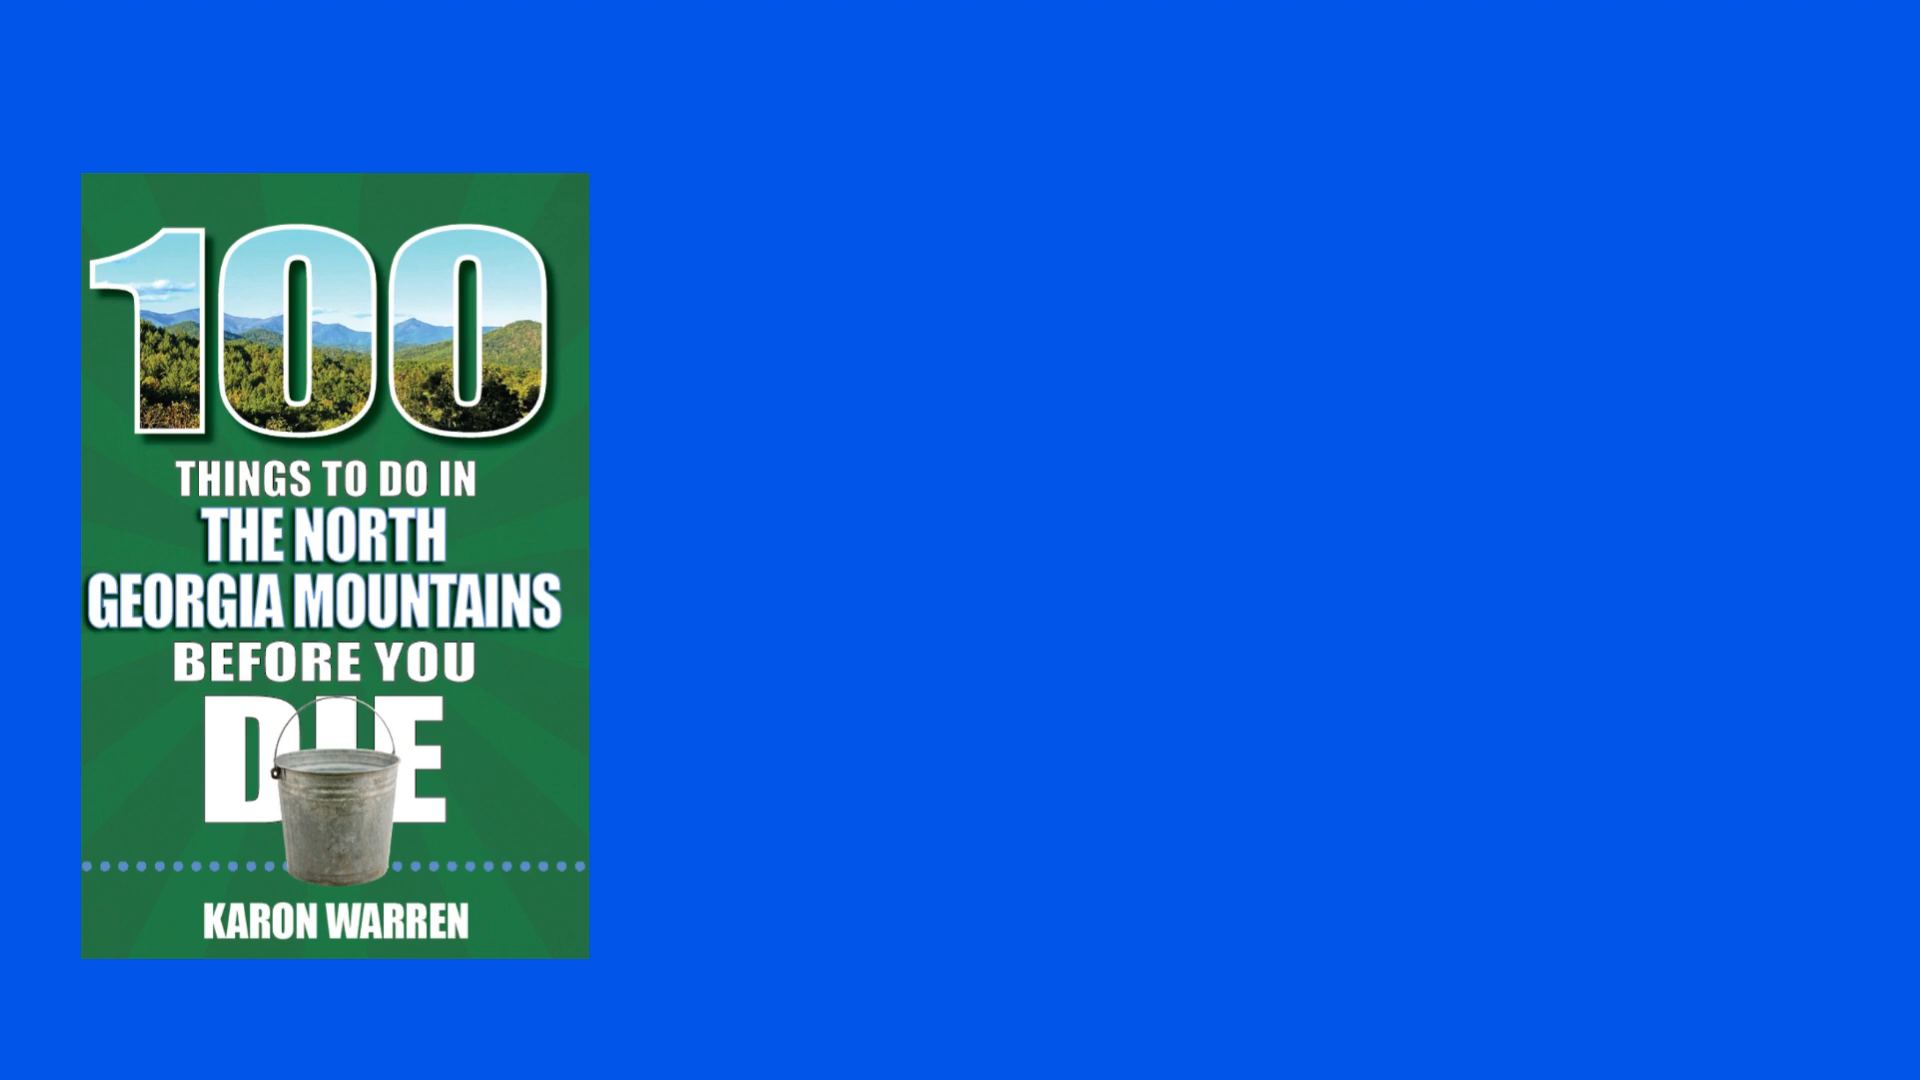 100
THINGS TO DO IN
THE NORTH
GEORGIA MOUNTAINS
BEFORE YOU
DIE
KARON WARREN